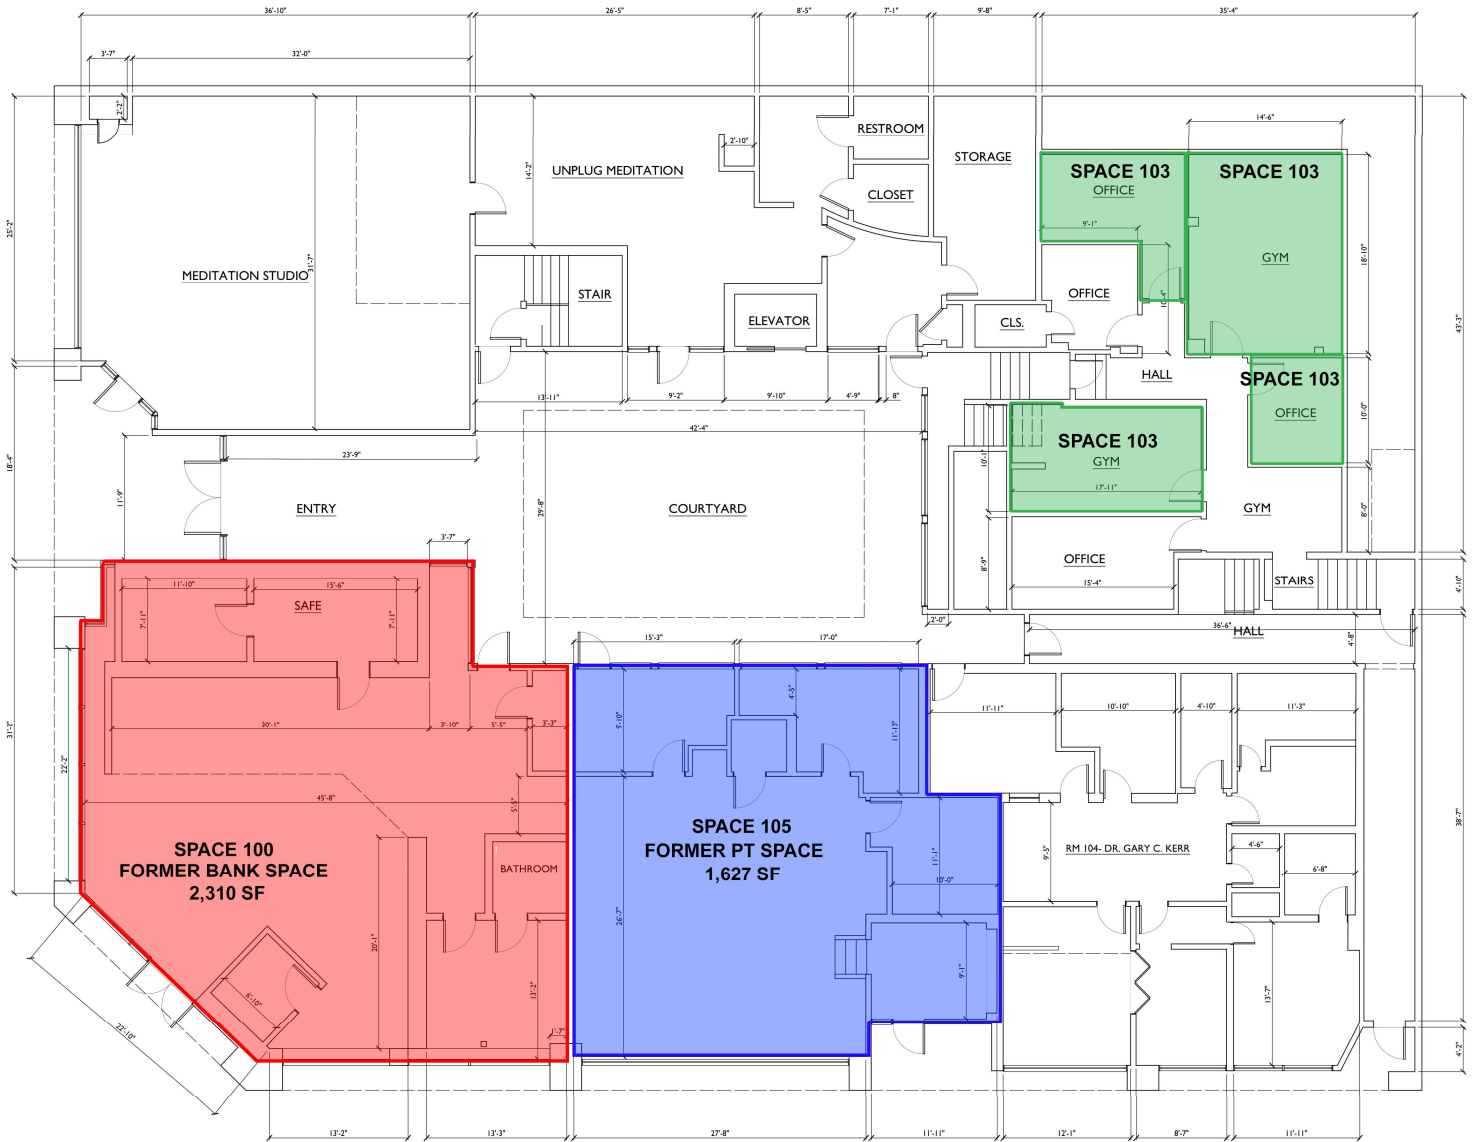 36'-10"
26'-5"
8'-5"
7'-1"
9'-8"
35'-4"
3'-7"
32'-0"
2'-2"
14'-6"
RESTROOM
2'-10"
STORAGE
UNPLUG MEDITATION
14'-2"
CLOSET
SPACE 103
OFFICE
SPACE 103
9'-1"
25'-2"
31'-7"
MEDITATION STUDIO
GYM
18'-10"
STAIR
OFFICE
10'-4"
ELEVATOR
CLS.
43'-3"
HALL
SPACE 103
OFFICE
10'-0"
13'-11"
9'-2"
9'-10"
4'-9"
8"
42'-4"
SPACE 103
GYM
10'-1"
17'-11"
23'-9"
18'-4"
11'-9"
ENTRY
29'-8"
COURTYARD
GYM
8'-0"
3'-7"
OFFICE
8'-9"
15'-4"
STAIRS
4'-10"
11'-10"
15'-6"
SAFE
7'-11"
7'-11"
2'-0"
36'-6"
HALL
4'-8"
15'-3"
17'-0"
31'-2"
22'-2"
30'-1"
3'-10"
5'-5"
3'-3"
4'-5"
11'-11"
10'-10"
4'-10"
11'-3"
45'-8"
5'-5"
SPACE 100
FORMER BANK SPACE
2,310 SF
BATHROOM
SPACE 105
FORMER PT SPACE
1,627 SF
11'-1"
10'-0"
9'-5"
RM 104- DR. GARY C. KERR
4'-6"
6'-8"
38'-7"
20'-1"
26'-7"
13'-2"
9'-1"
13'-7"
6'-10"
1'-7"
22'-10"
4'-2"
13'-2"
13'-3"
27'-8"
11'-11"
12'-1"
8'-7"
11'-11"